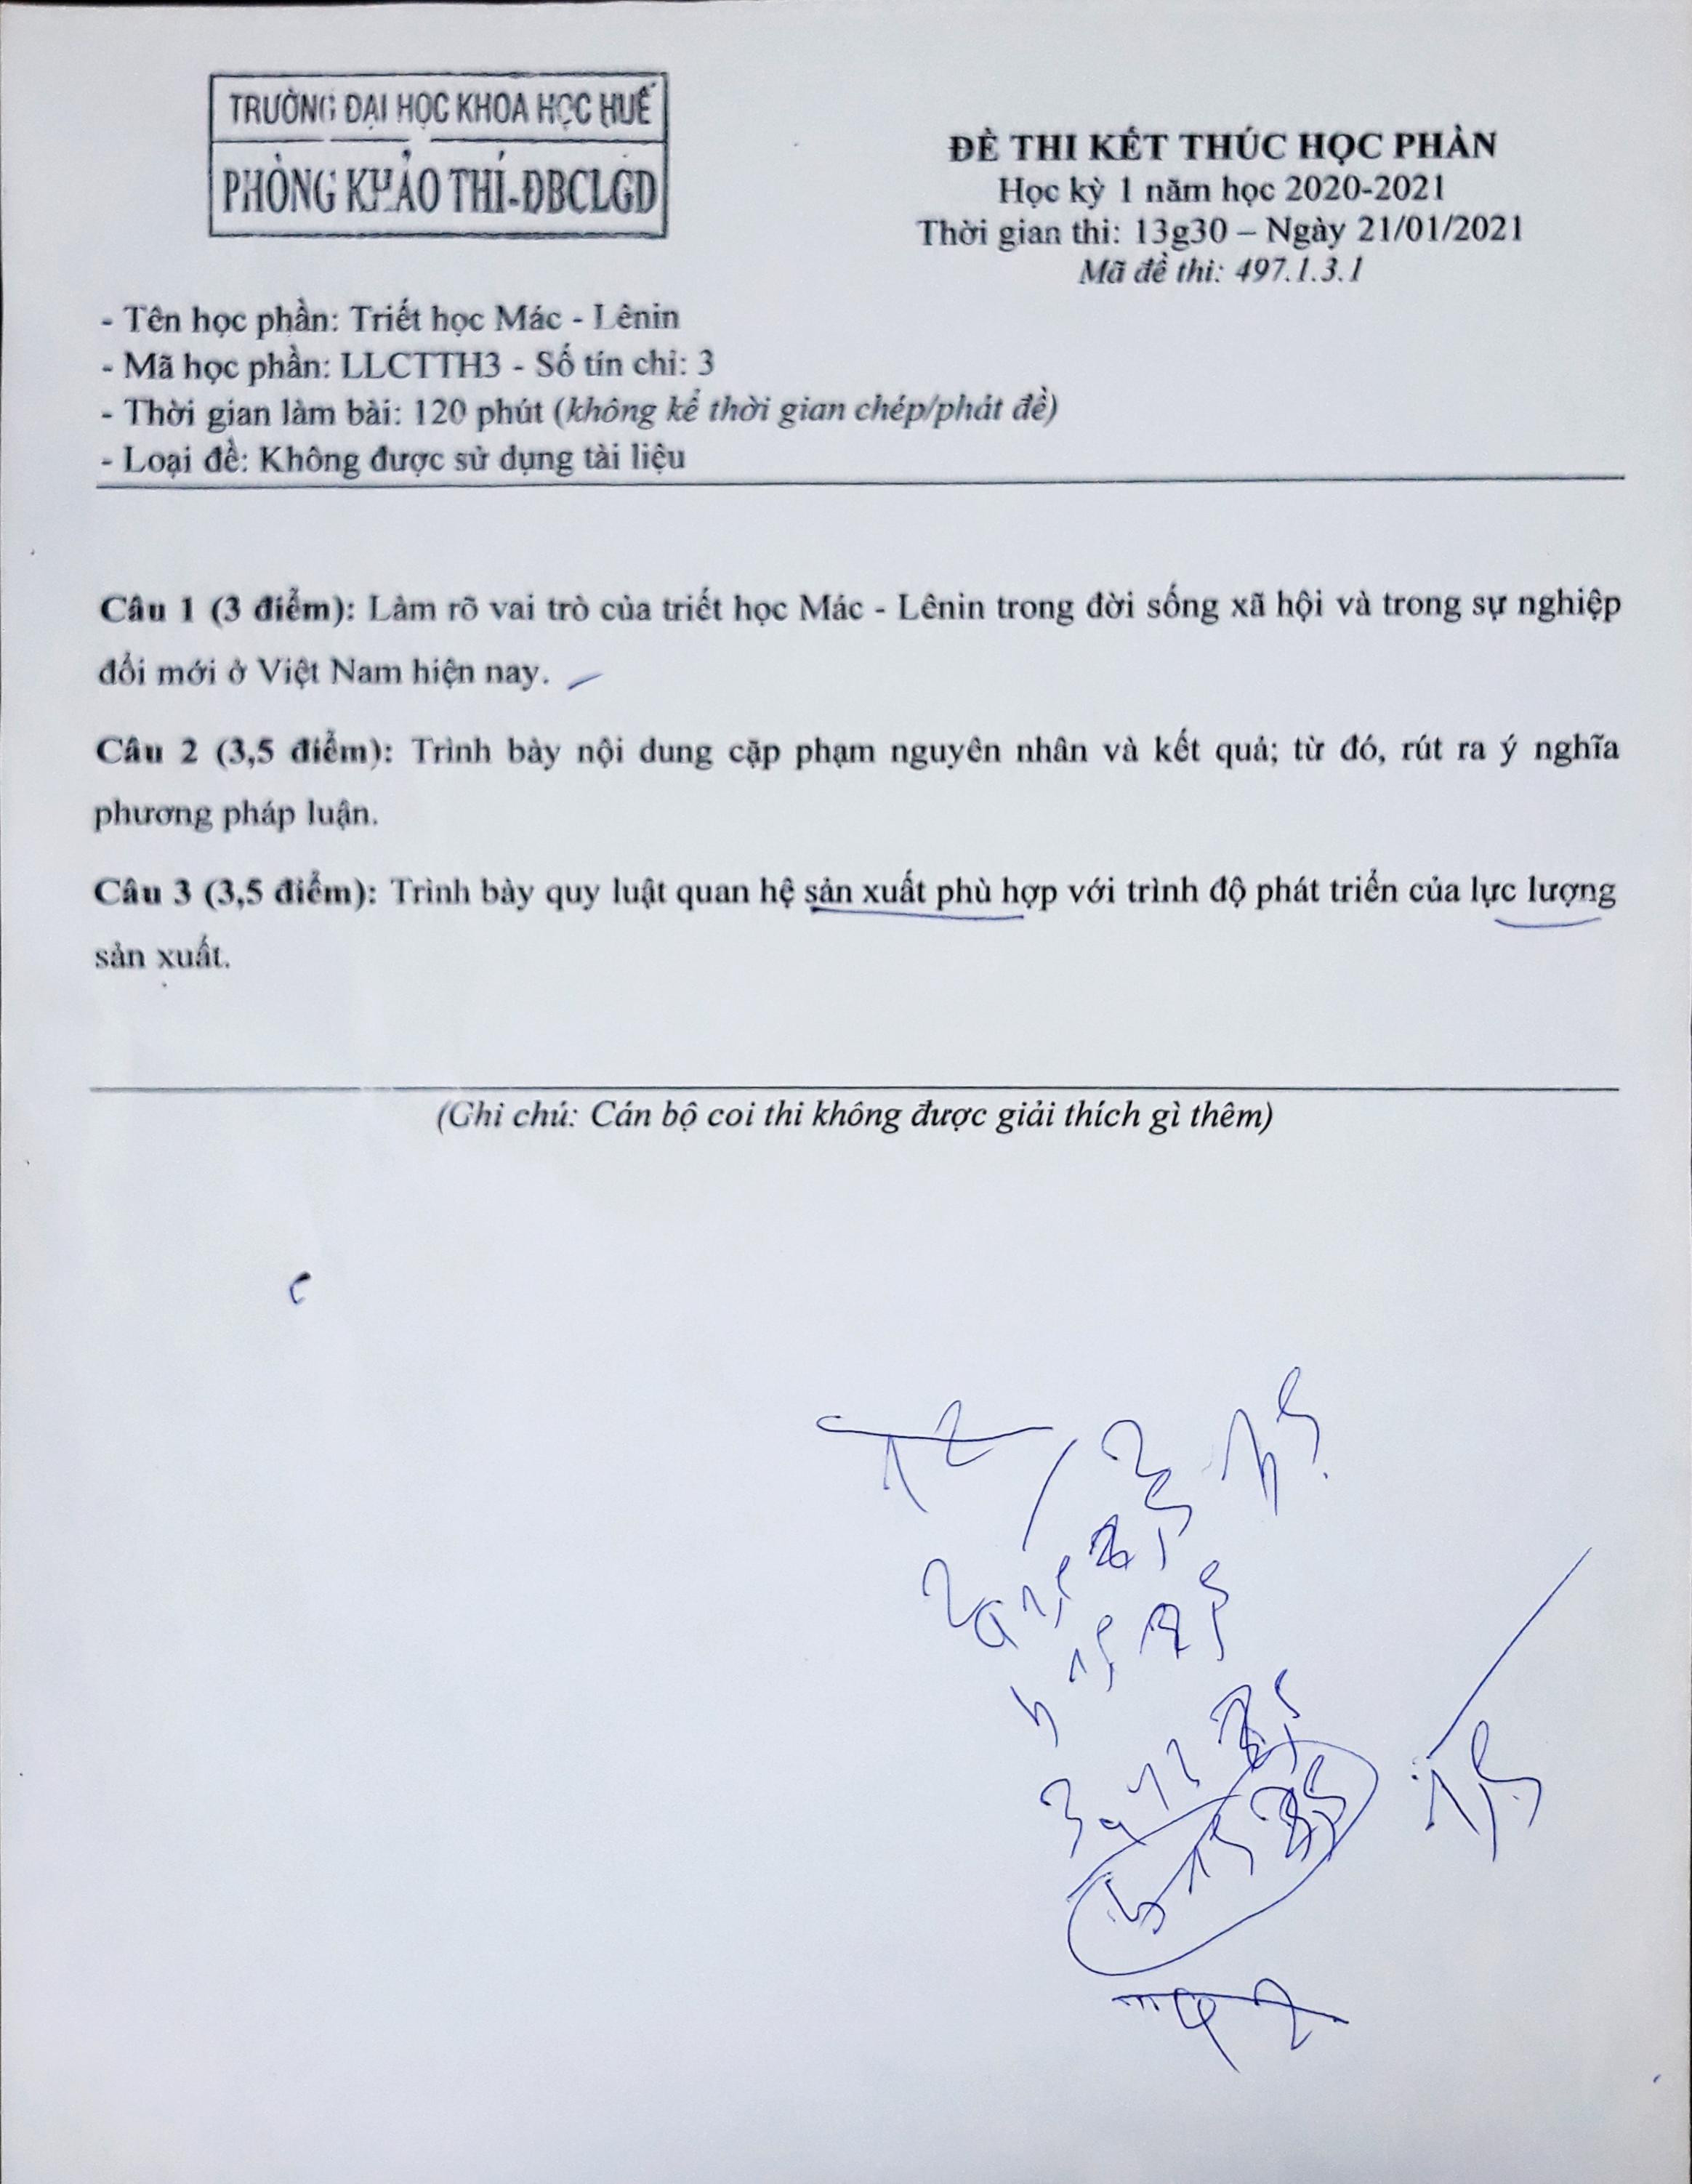 TRƯỜNG ĐẠI HỌC KHOA HỌC HUẾ
PHÒNG KHẢO THÍ-ĐBCLGD
ĐỀ THI KẾT THÚC HỌC PHẦN
Học kỳ 1 năm học 2020-2021
Thời gian thi: 13g30 – Ngày 21/01/2021
Mã đề thi: 497.1.3.1
- Tên học phần: Triết học Mác - Lênin
- Mã học phần: LLCTTH3 - Số tín chỉ: 3
- Thời gian làm bài: 120 phút (không kể thời gian chép/phát đề)
- Loại đề: Không được sử dụng tài liệu
Câu 1 (3 điểm): Làm rõ vai trò của triết học Mác - Lênin trong đời sống xã hội và trong sự nghiệp
đổi mới ở Việt Nam hiện nay.
Câu 2 (3,5 điểm): Trình bày nội dung cặp phạm nguyên nhân và kết quả; từ đó, rút ra ý nghĩa
phương pháp luận.
Câu 3 (3,5 điểm): Trình bày quy luật quan hệ sản xuất phù hợp với trình độ phát triển của lực lượng
sản xuất.
(Ghi chú: Cán bộ coi thi không được giải thích gì thêm)